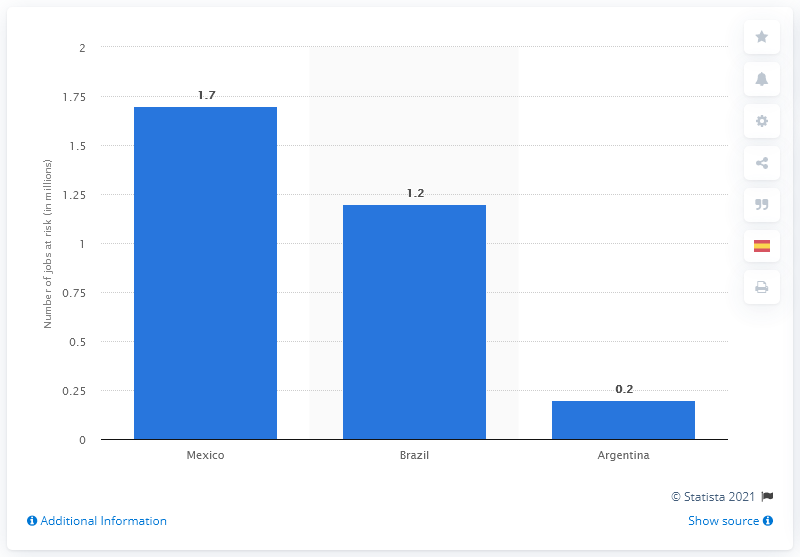 Number of jobs at risk (in millions)
2
1.75
1.5
1.25
1
0.75
0.5
0.25
0
1.7
1.2
0.2
Mexico
Brazil
Argentina
© Statista 2021
Additional Information
Show source